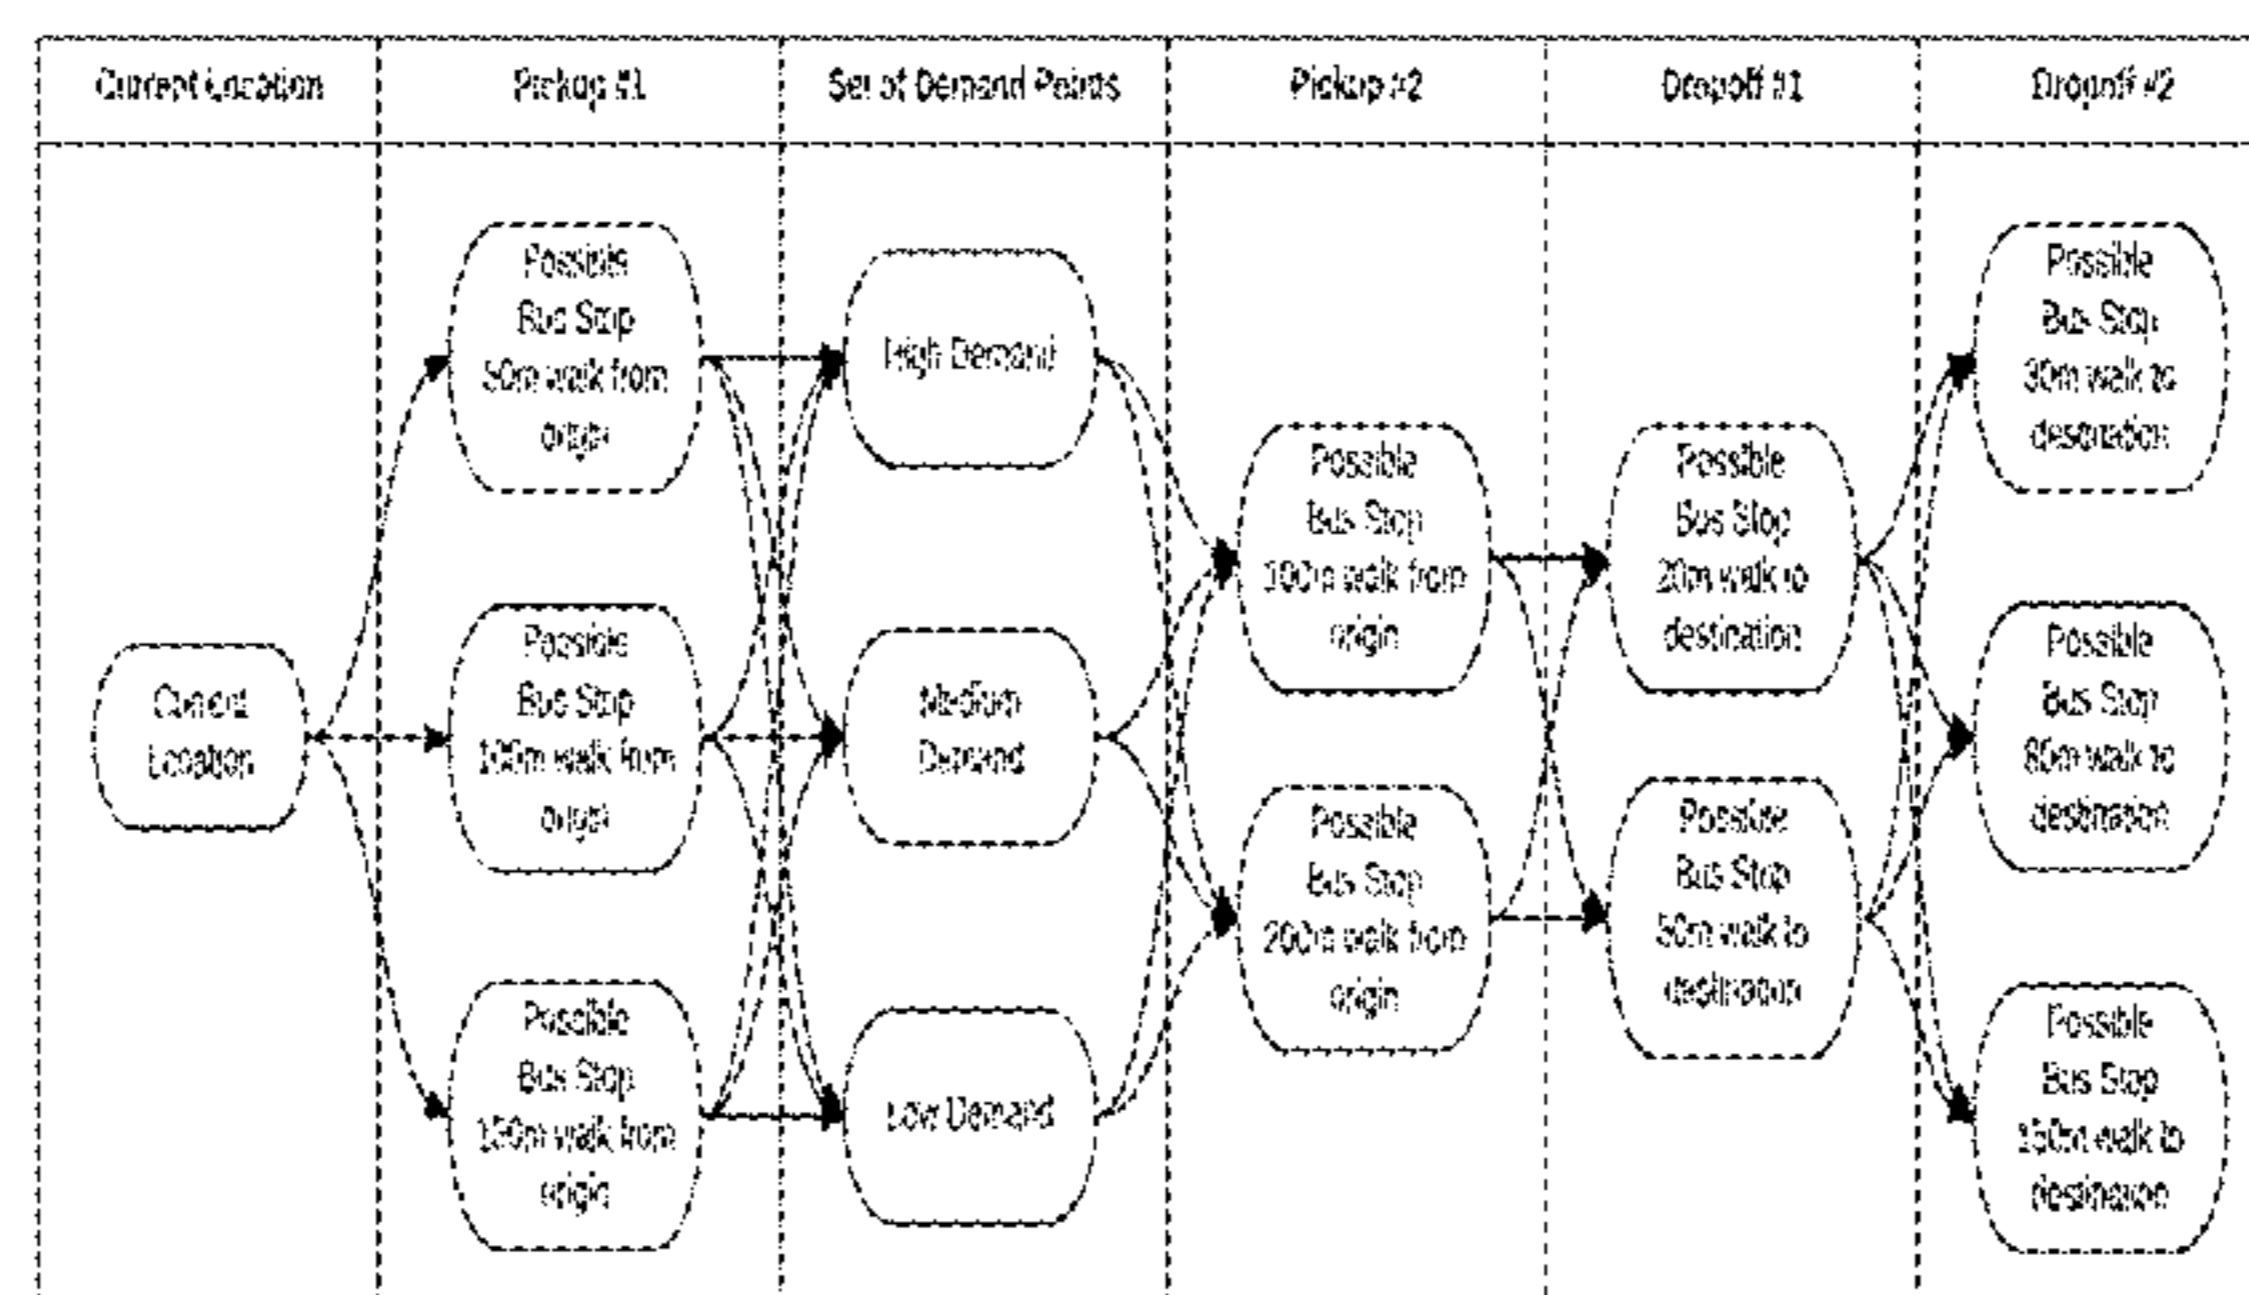 Current Location
Pickup #1
Set of Demand Points
Pickup #2
Dropoff #1
Dropoff #2
Current
Location
Possible
Bus Stop
50m walk from
origin
Possible
Bus Stop
100m walk from
origin
Possible
Bus Stop
150m walk from
origin
High Demand
Medium
Demand
Low Demand
Possible
Bus Stop
100m walk from
origin
Possible
Bus Stop
200m walk from
origin
Possible
Bus Stop
20m walk to
destination
Possible
Bus Stop
50m walk to
destination
Possible
Bus Stop
30m walk to
destination
Possible
Bus Stop
80m walk to
destination
Possible
Bus Stop
150m walk to
destination